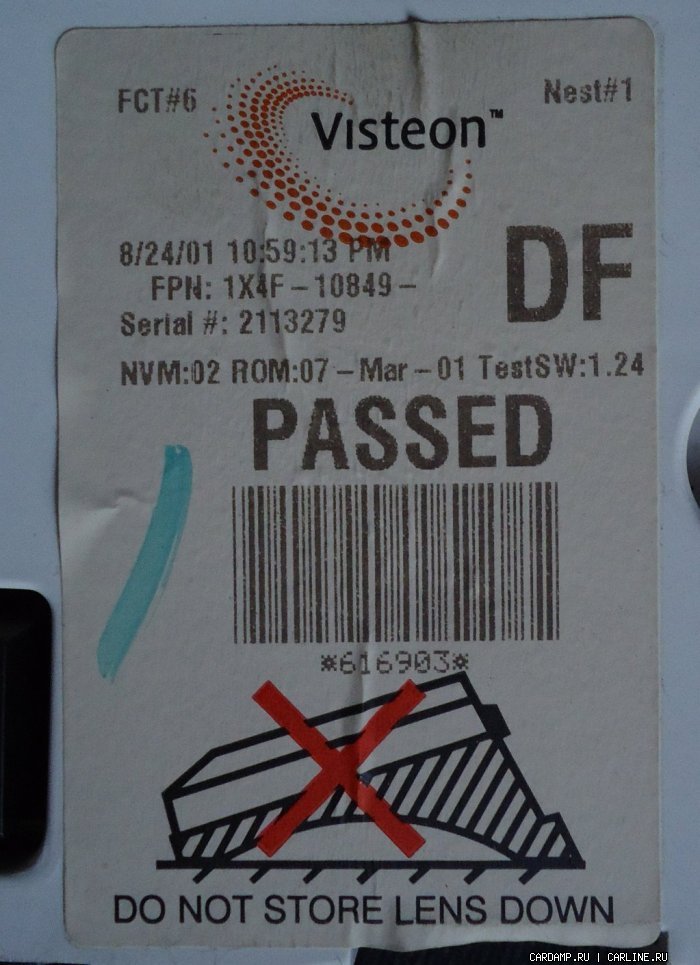 FCT#6 Nest#1
Visteon™
8/24/01 10:59:13 PM
DF
FPN: 1X4F-10849-
Serial #: 2113279
NVM:02 ROM:07-Mar-01 TestSW:1.24
PASSED
*616903*
DO NOT STORE LENS DOWN
CARDAMP.RU | CARLINE.RU